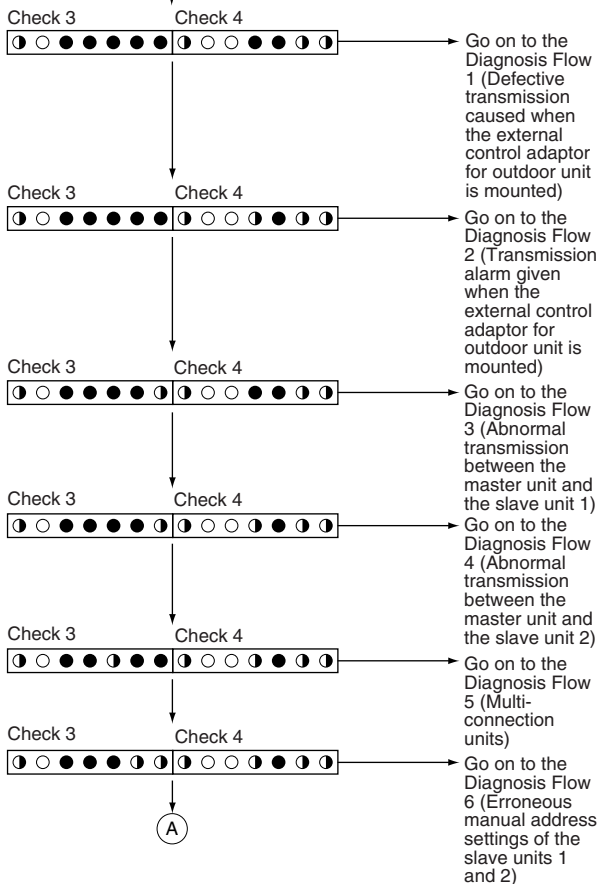 Check 3
Check 4
Go on to the
Diagnosis Flow
1 (Defective
transmission
caused when
the external
control adaptor
for outdoor unit
is mounted)
Check 3
Check 4
Go on to the
Diagnosis Flow
2 (Transmission
alarm given
when the
external control
adaptor for
outdoor unit is
mounted)
Check 3
Check 4
Go on to the
Diagnosis Flow
3 (Abnormal
transmission
between the
master unit and
the slave unit 1)
Check 3
Check 4
Go on to the
Diagnosis Flow
4 (Abnormal
transmission
between the
master unit and
the slave unit 2)
Check 3
Check 4
Go on to the
Diagnosis Flow
5 (Multi-
connection
units)
Check 3
Check 4
Go on to the
Diagnosis Flow
6 (Erroneous
manual address
settings of the
slave units 1
and 2)
A